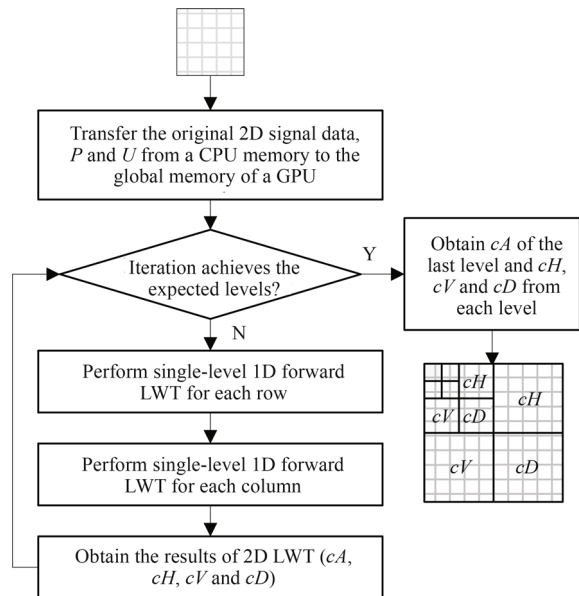 Transfer the original 2D signal data,
P and U from a CPU memory to the
global memory of a GPU
Iteration achieves the
expected levels?
Y
N
Obtain cA of the
last level and cH,
cV and cD from
each level
Perform single-level 1D forward
LWT for each row
Perform single-level 1D forward
LWT for each column
Obtain the results of 2D LWT (cA,
cH, cV and cD)
cH
cH
cV cD
cV cD